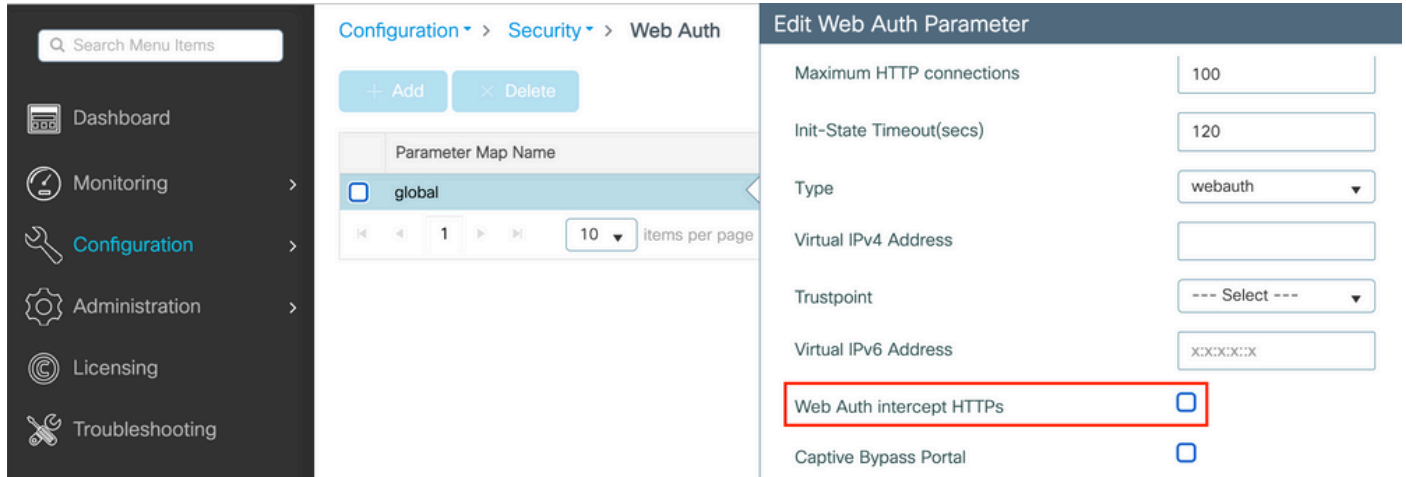 Search Menu Items
Dashboard
Monitoring
Configuration
Administration
Licensing
Troubleshooting
Configuration > Security > Web Auth
+ Add
× Delete
Parameter Map Name
global
1
10
items per page
Edit Web Auth Parameter
Maximum HTTP connections
100
Init-State Timeout(secs)
120
Type
webauth
Virtual IPv4 Address
Trustpoint
--- Select ---
Virtual IPv6 Address
x:x:x:x::x
Web Auth intercept HTTPs
Captive Bypass Portal